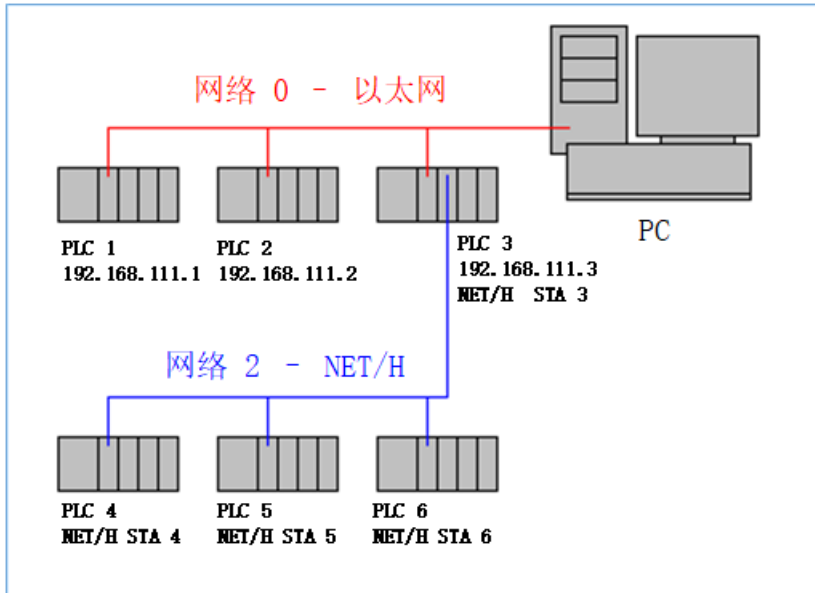 网络 0 - 以太网
PC
PLC 1
192.168.111.1
PLC 2
192.168.111.2
PLC 3
192.168.111.3
NET/H STA 3
网络 2 - NET/H
PLC 4
NET/H STA 4
PLC 5
NET/H STA 5
PLC 6
NET/H STA 6